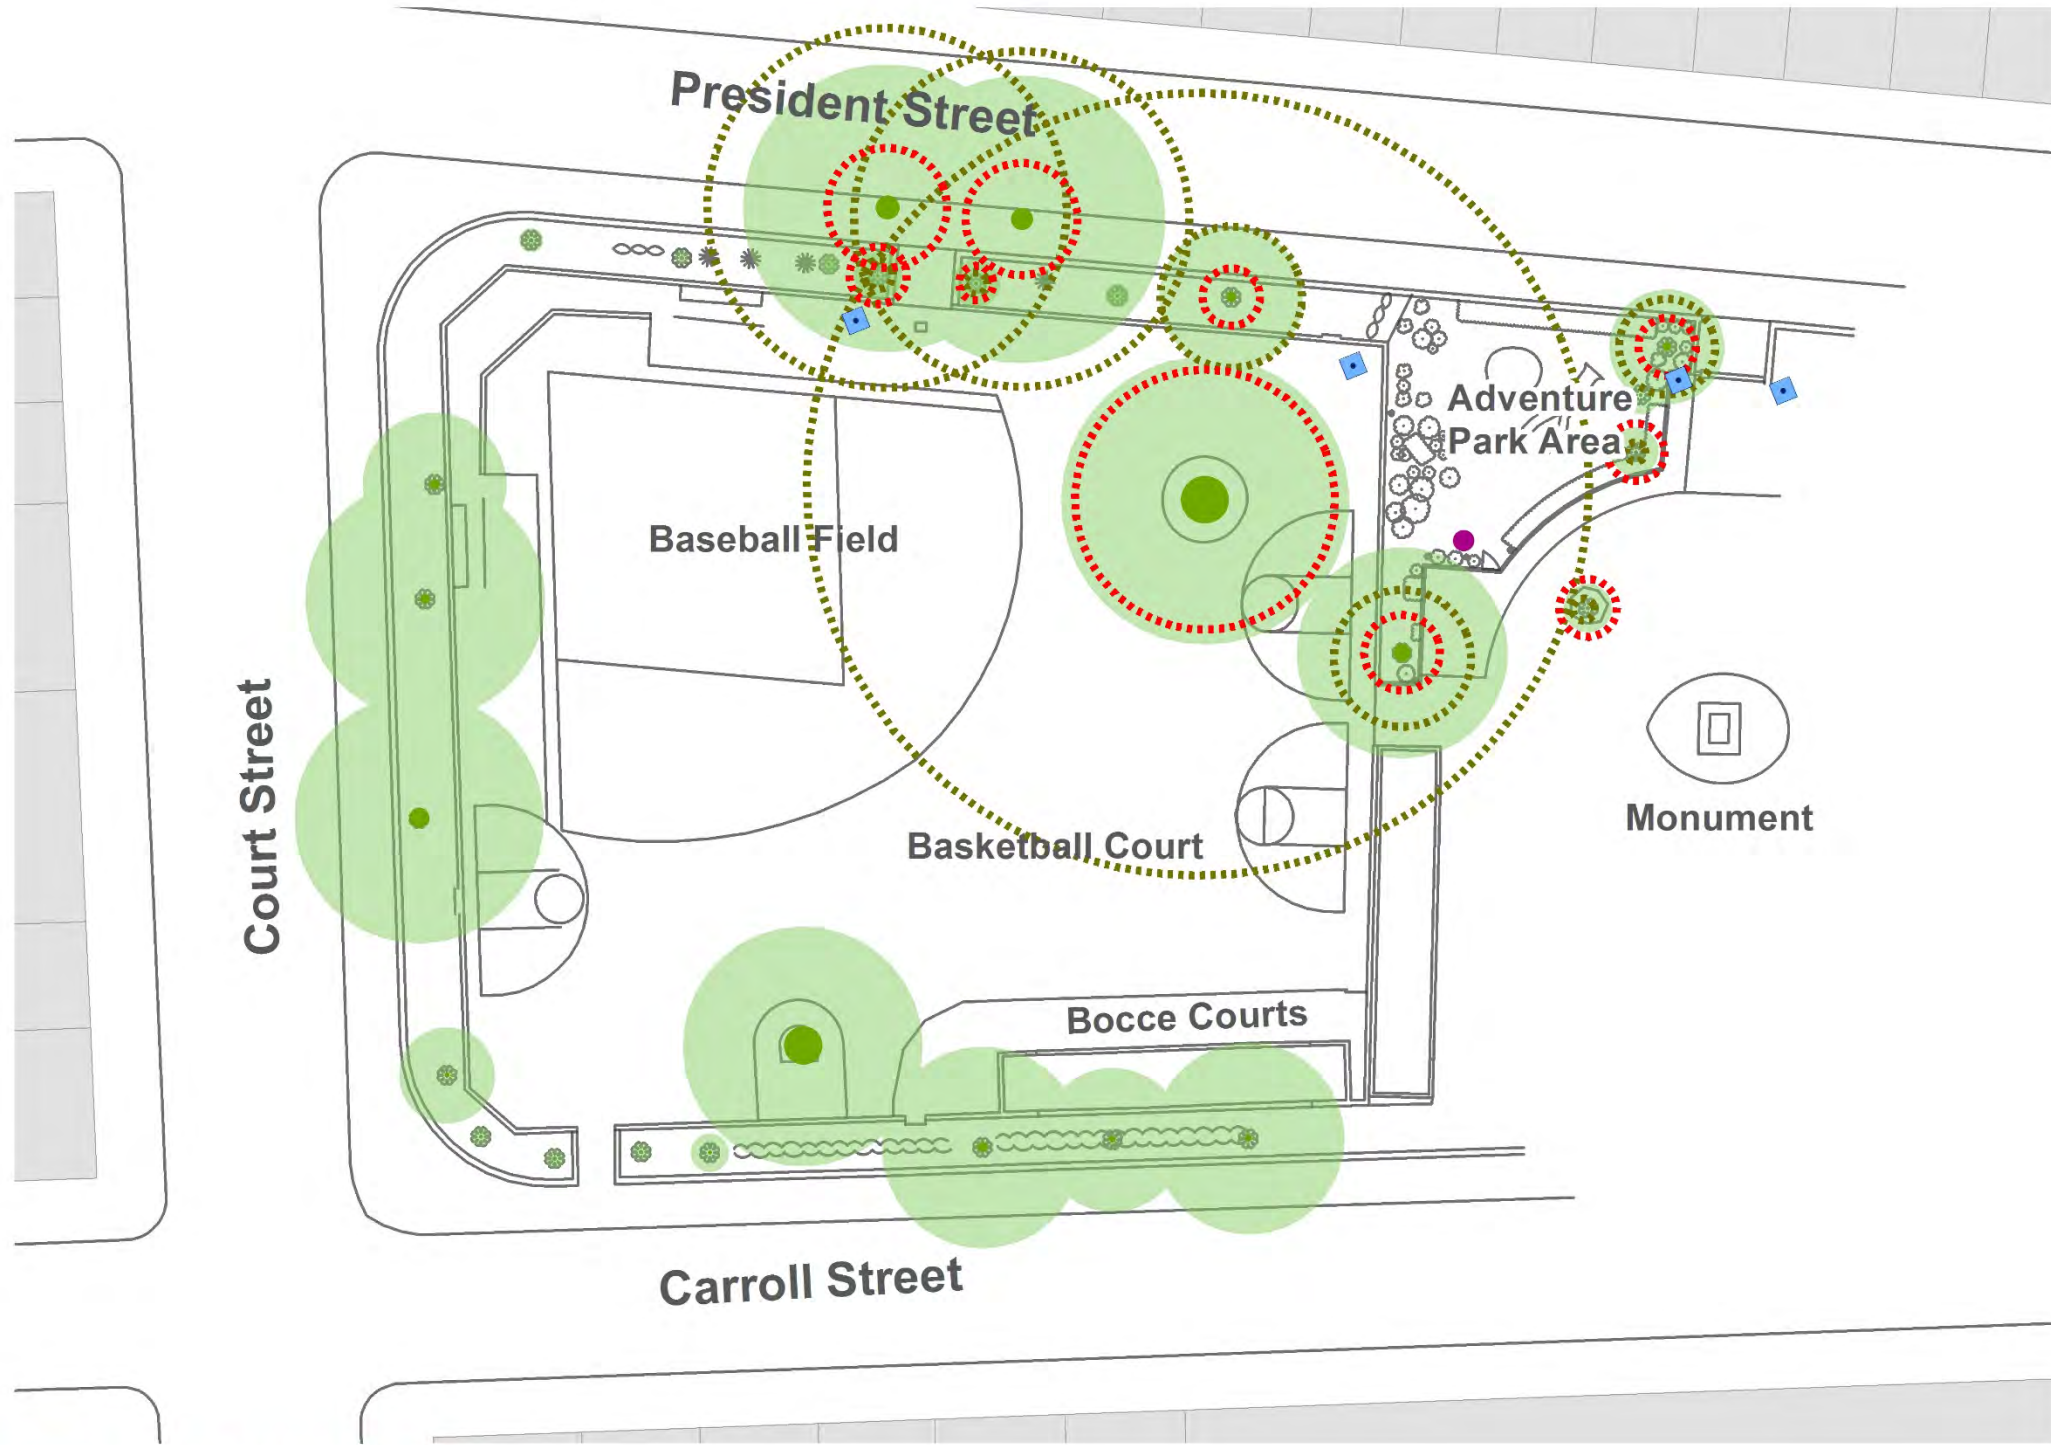 President Street
Adventure
Park Area
Baseball Field
Court Street
Monument
Basketball Court
Bocce Courts
Carroll Street